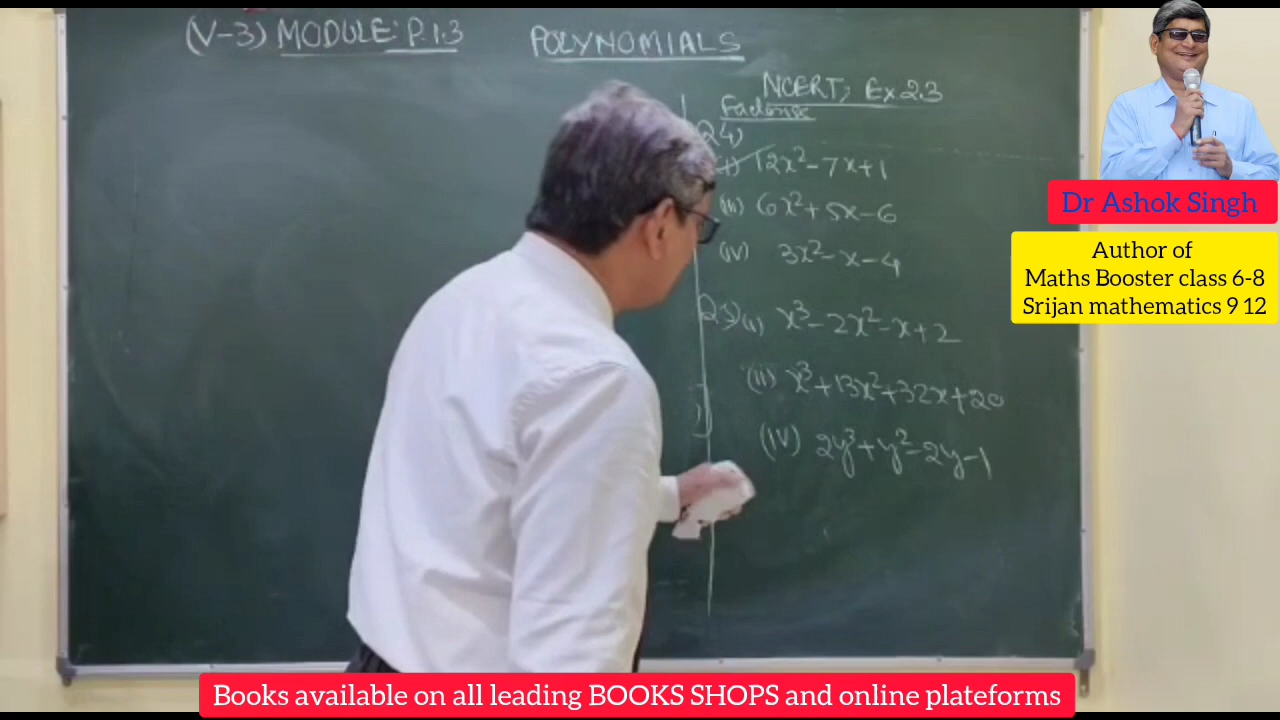 (V-3) MODULE: P.1.3
POLYNOMIALS
NCERT; Ex 2.3
Factorise
Q4)
(i) 12x²-7x+1
(iii) 6x²+5x-6
(iv) 3x²-x-4
Q5)(i) x³-2x²-x+2
(iii) x³+13x²+32x+20
(iv) 2y³+y²-2y-1
Dr Ashok Singh
Author of
Maths Booster class 6-8
Srijan mathematics 9 12
Books available on all leading BOOKS SHOPS and online plateforms